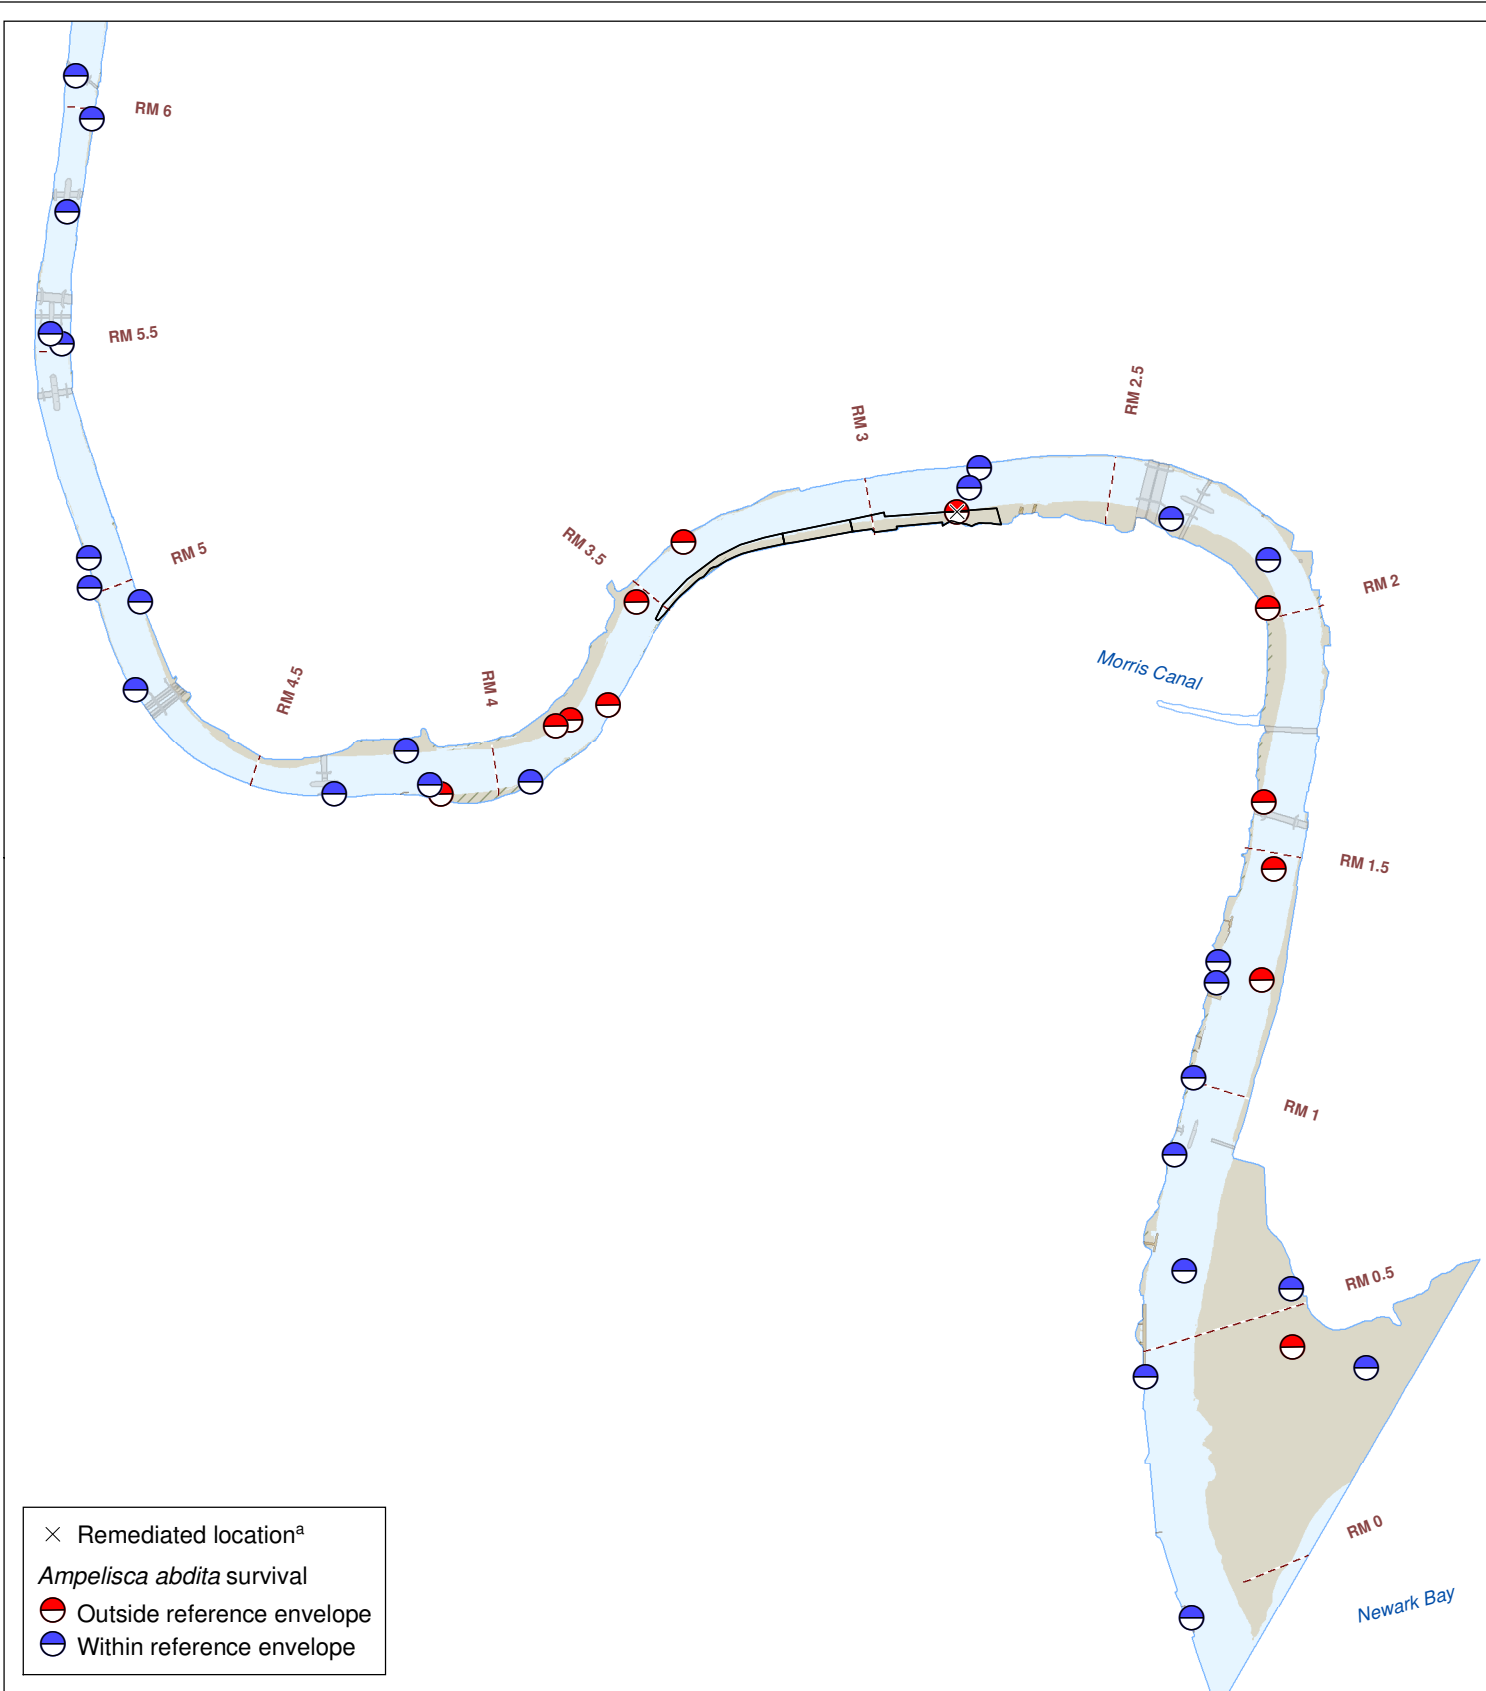 RM 6
RM 5.5
RM 2.5
RM 3
RM 3.5
RM 5
RM 2
Morris Canal
RM 4.5
RM 4
RM 1.5
RM 1
RM 0.5
RM 0
Newark Bay
Remediated locationᵃ
Ampelisca abdita survival
Outside reference envelope
Within reference envelope